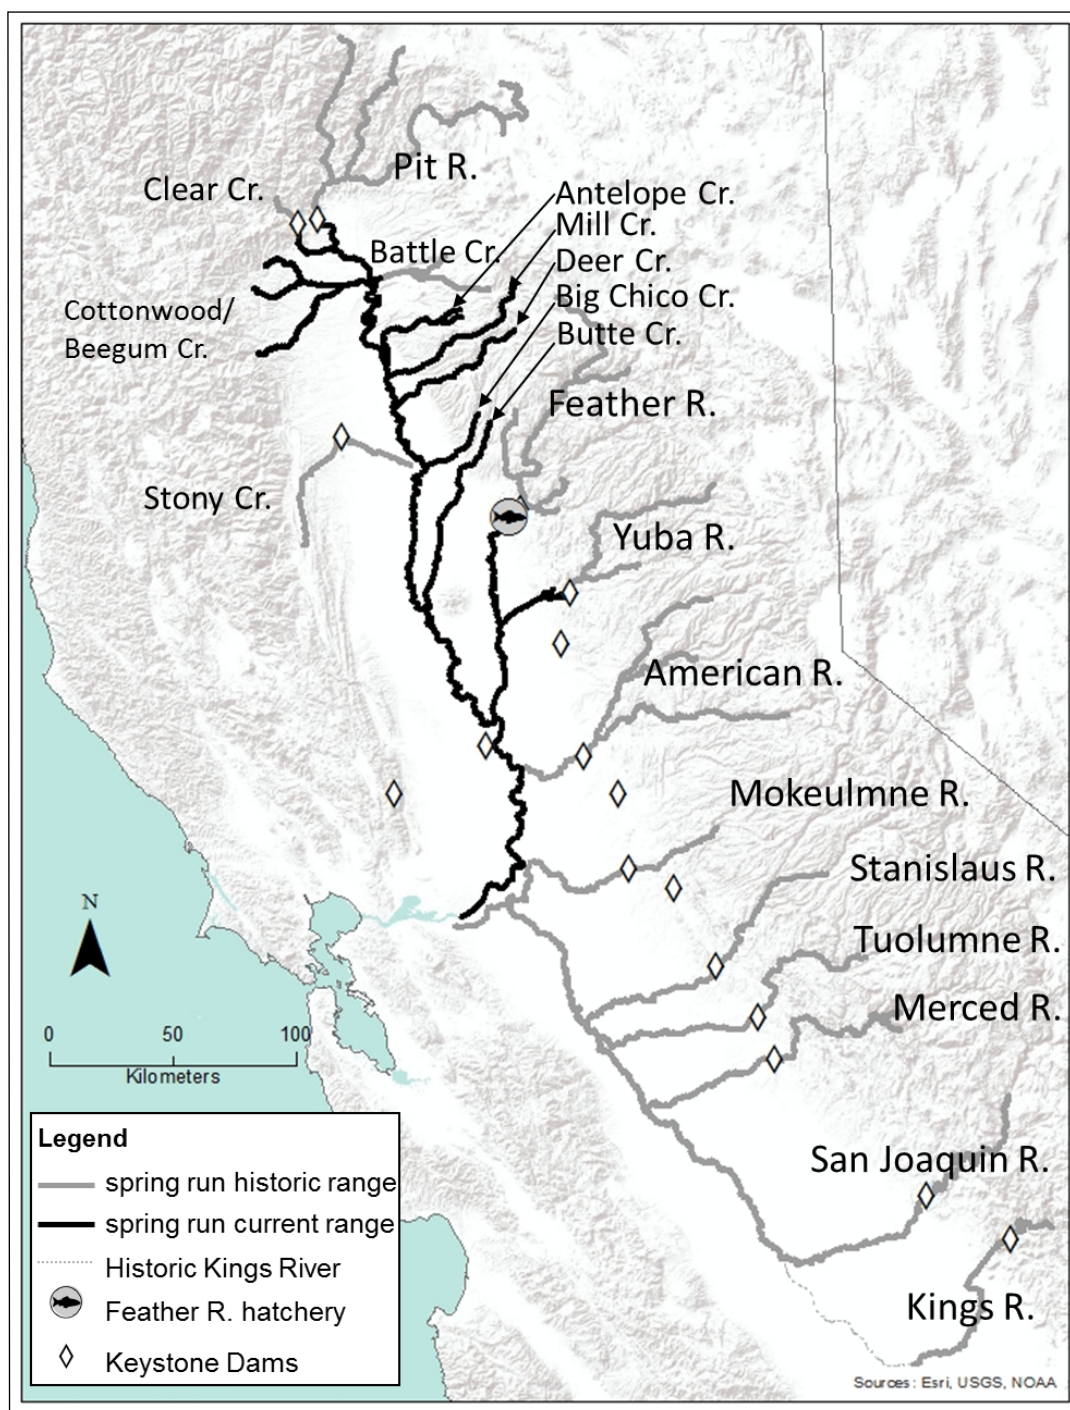 Pit R.
Clear Cr.
Antelope Cr.
Mill Cr.
Battle Cr.
Deer Cr.
Big Chico Cr.
Cottonwood/
Beegum Cr.
Butte Cr.
Feather R.
Stony Cr.
Yuba R.
American R.
Mokeulmne R.
Stanislaus R.
N
Tuolumne R.
Merced R.
0 50 100
Kilometers
Legend
spring run historic range
spring run current range
Historic Kings River
Feather R. hatchery
Keystone Dams
San Joaquin R.
Kings R.
Sources: Esri, USGS, NOAA